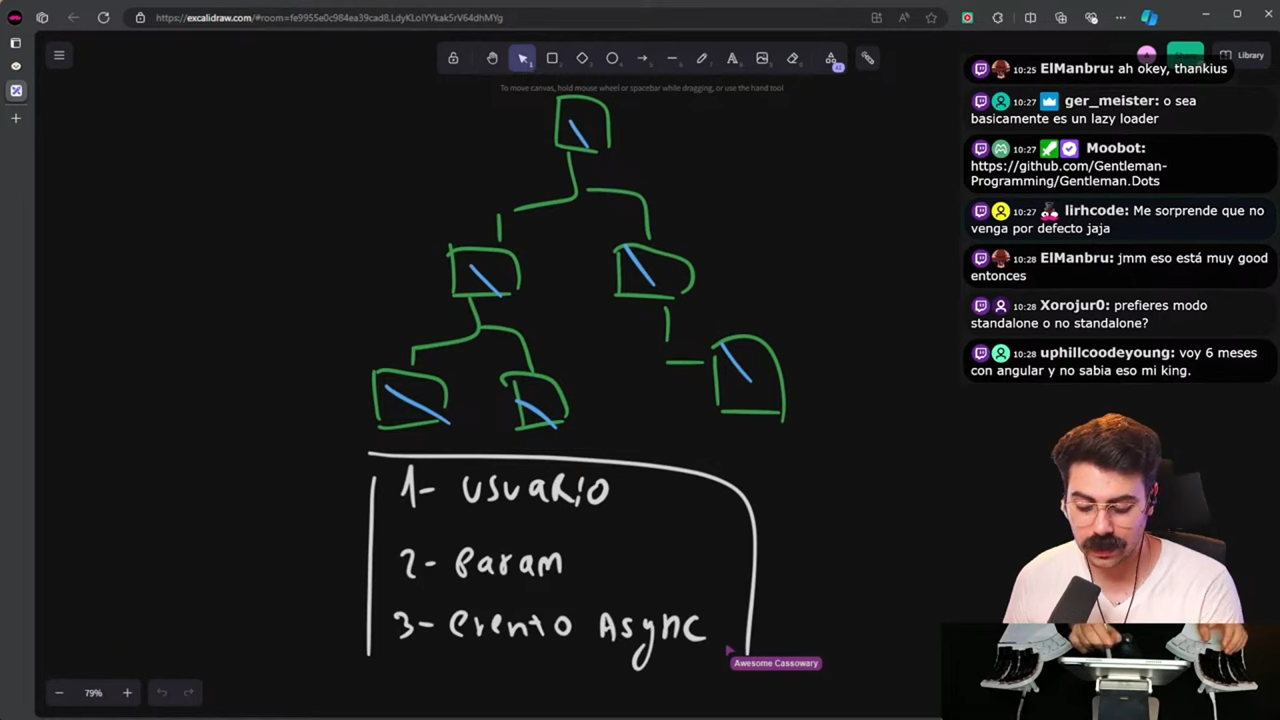 https://excalidraw.com/#room=fe9955e0c984ea39cad8,LdyKLolYYkak5rV64dhMYg
Library
To move canvas, hold mouse wheel or spacebar while dragging, or use the hand tool
AI
10:25 ElManbru: ah okey, thankius
10:27 ger_meister: o sea
basicamente es un lazy loader
10:27 Moobot:
https://github.com/Gentleman-
Programming/Gentleman.Dots
10:27 lirhcode: Me sorprende que no
venga por defecto jaja
10:28 ElManbru: jmm eso está muy good
entonces
10:28 Xorojur0: prefieres modo
standalone o no standalone?
10:28 uphillcoodeyoung: voy 6 meses
con angular y no sabia eso mi king.
1- USUARIO
2- Param
3- evento Async
Awesome Cassowary
79%